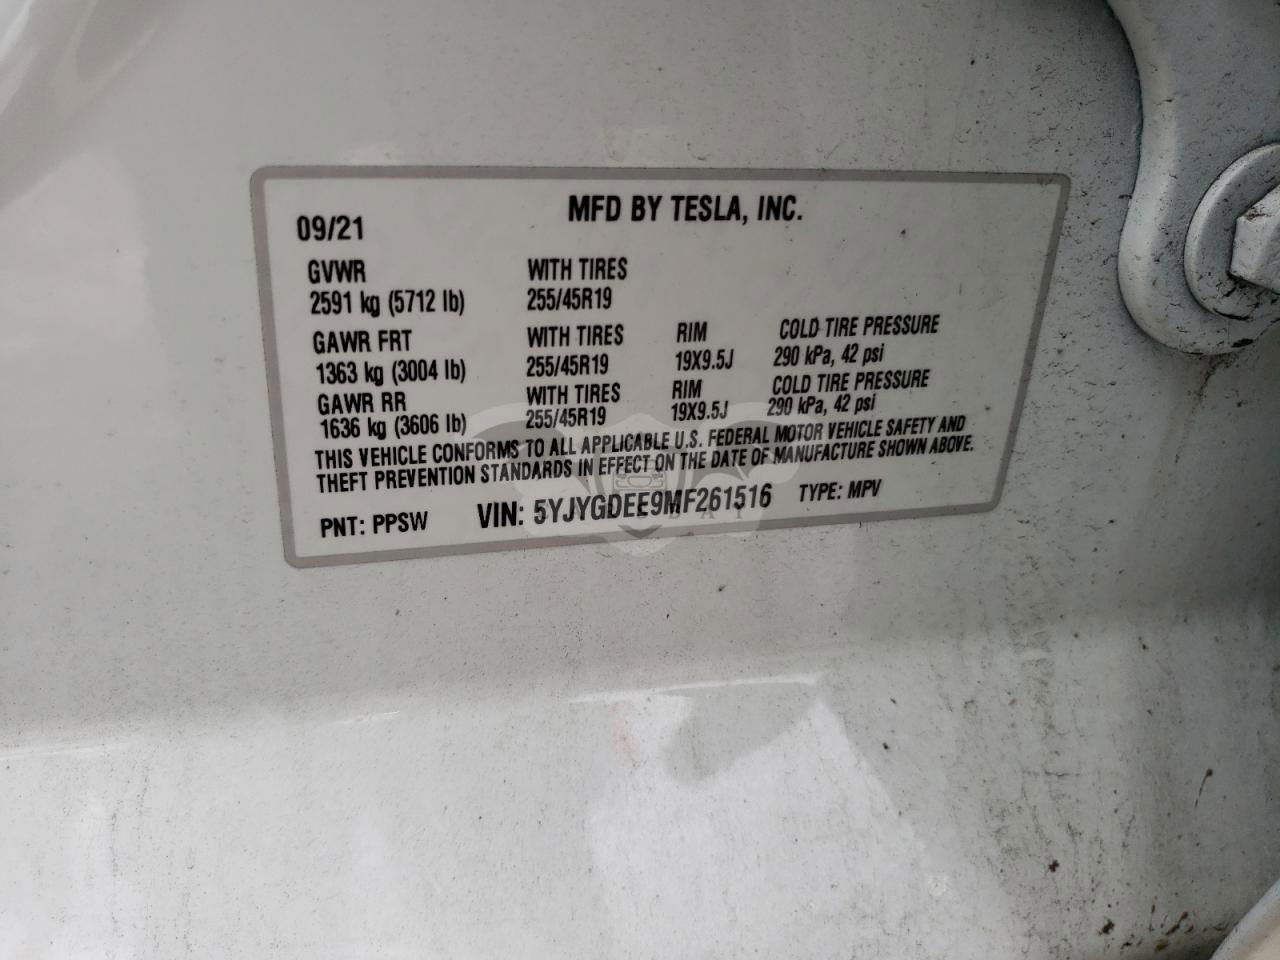 MFD BY TESLA, INC.
09/21
GVWR WITH TIRES
2591 kg (5712 lb) 255/45R19
GAWR FRT WITH TIRES RIM COLD TIRE PRESSURE
1363 kg (3004 lb) 255/45R19 19X9.5J 290 kPa, 42 psi
GAWR RR WITH TIRES RIM COLD TIRE PRESSURE
1636 kg (3606 lb) 255/45R19 19X9.5J 290 kPa, 42 psi
THIS VEHICLE CONFORMS TO ALL APPLICABLE U.S. FEDERAL MOTOR VEHICLE SAFETY AND
THEFT PREVENTION STANDARDS IN EFFECT ON THE DATE OF MANUFACTURE SHOWN ABOVE.
PNT: PPSW VIN: 5YJYGDEE9MF261516 TYPE: MPV